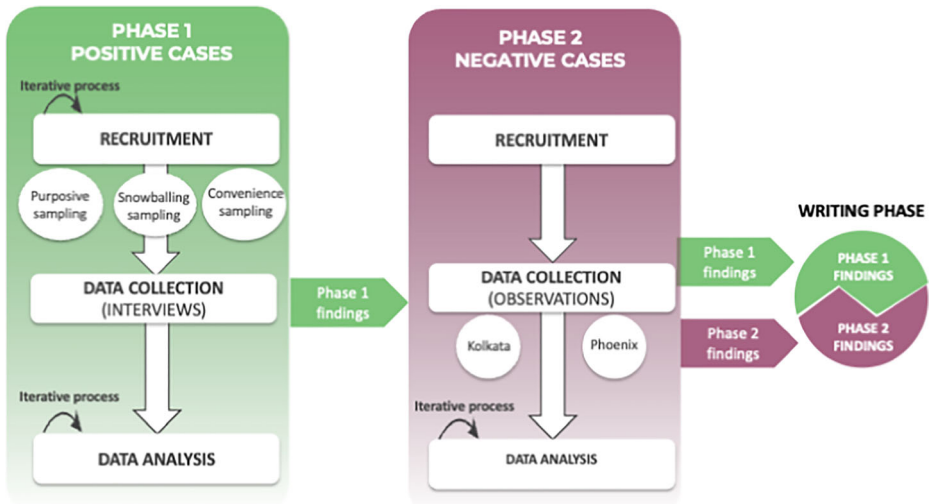 PHASE 1
POSITIVE CASES
Iterative process
RECRUITMENT
Purposive
sampling
Snowballing
sampling
Convenience
sampling
DATA COLLECTION
(INTERVIEWS)
Iterative process
DATA ANALYSIS
Phase 1
findings
PHASE 2
NEGATIVE CASES
RECRUITMENT
DATA COLLECTION
(OBSERVATIONS)
Kolkata
Phoenix
Iterative process
DATA ANALYSIS
Phase 1
findings
Phase 2
findings
WRITING PHASE
PHASE 1
FINDINGS
PHASE 2
FINDINGS